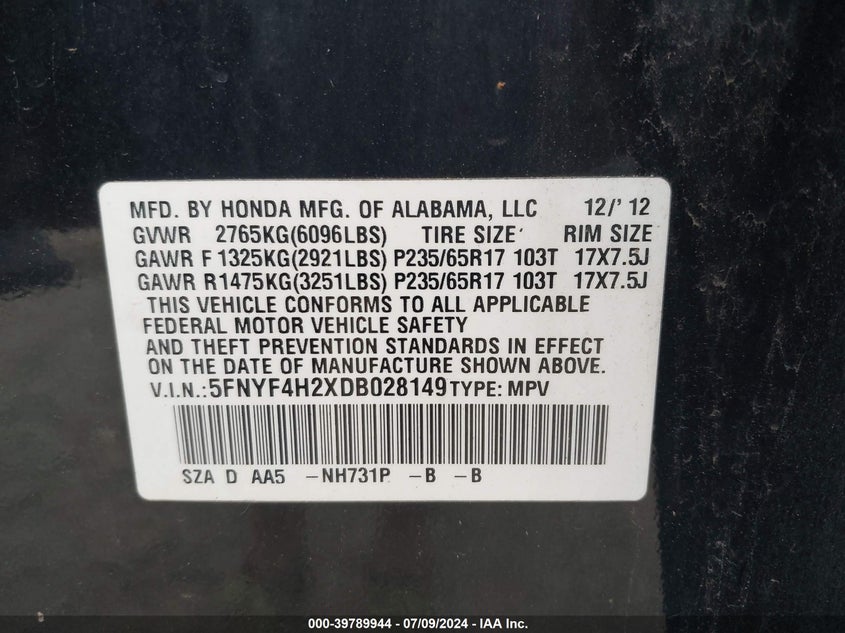 MFD. BY HONDA MFG. OF ALABAMA, LLC 12/'12
GVWR 2765KG(6096LBS) TIRE SIZE RIM SIZE
GAWR F 1325KG(2921LBS) P235/65R17 103T 17X7.5J
GAWR R1475KG(3251LBS) P235/65R17 103T 17X7.5J
THIS VEHICLE CONFORMS TO ALL APPLICABLE
FEDERAL MOTOR VEHICLE SAFETY
AND THEFT PREVENTION STANDARDS IN EFFECT
ON THE DATE OF MANUFACTURE SHOWN ABOVE.
V.I.N.:5FNYF4H2XDB028149 TYPE: MPV
SZA D AA5 -NH731P -B -B
000-39789944 / 07/09/2024 - IAA Inc.